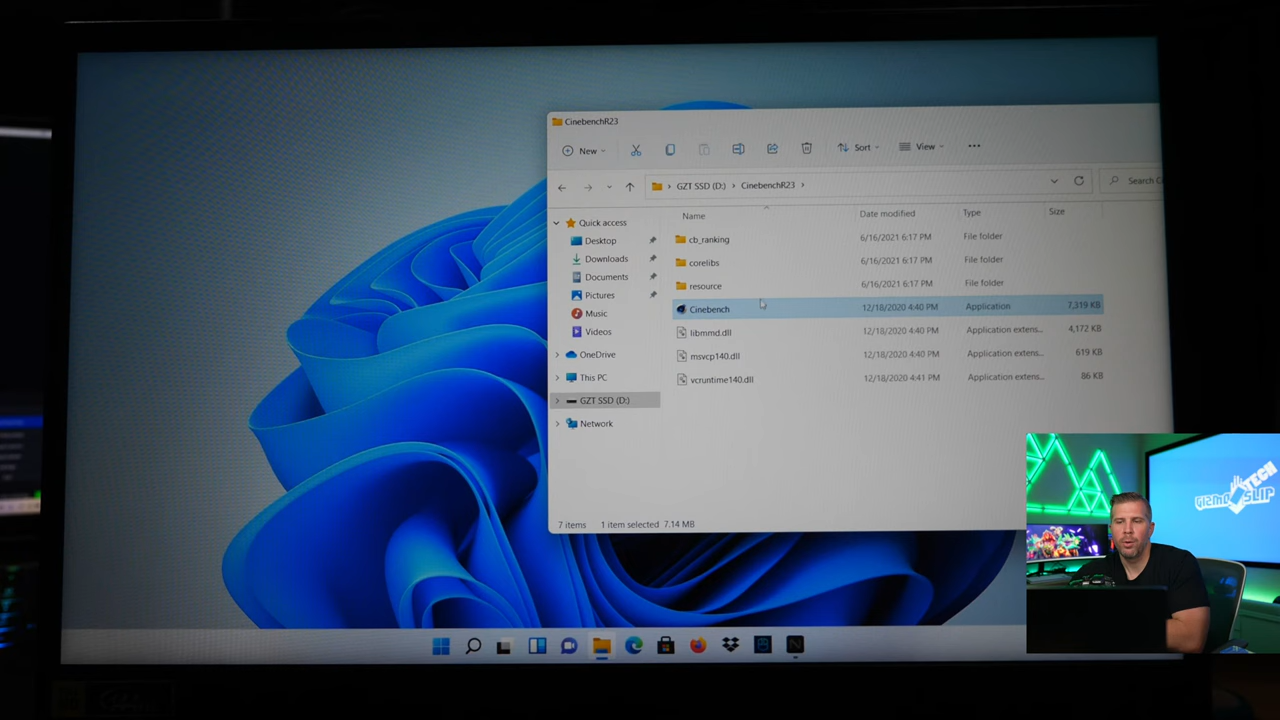 CinebenchR23
New
Sort
View
GZT SSD (D:) > CinebenchR23 >
Search C
Name Date modified Type Size
Quick access
Desktop
Downloads
Documents
Pictures
Music
Videos
OneDrive
This PC
GZT SSD (D:)
Network
cb_ranking 6/16/2021 6:17 PM File folder
corelibs 6/16/2021 6:17 PM File folder
resource 6/16/2021 6:17 PM File folder
Cinebench 12/18/2020 4:40 PM Application 7,319 KB
libmmd.dll 12/18/2020 4:40 PM Application extens... 4,172 KB
msvcp140.dll 12/18/2020 4:40 PM Application extens... 619 KB
vcruntime140.dll 12/18/2020 4:41 PM Application extens... 86 KB
7 items 1 item selected 7.14 MB
GIZMO SLIP TECH